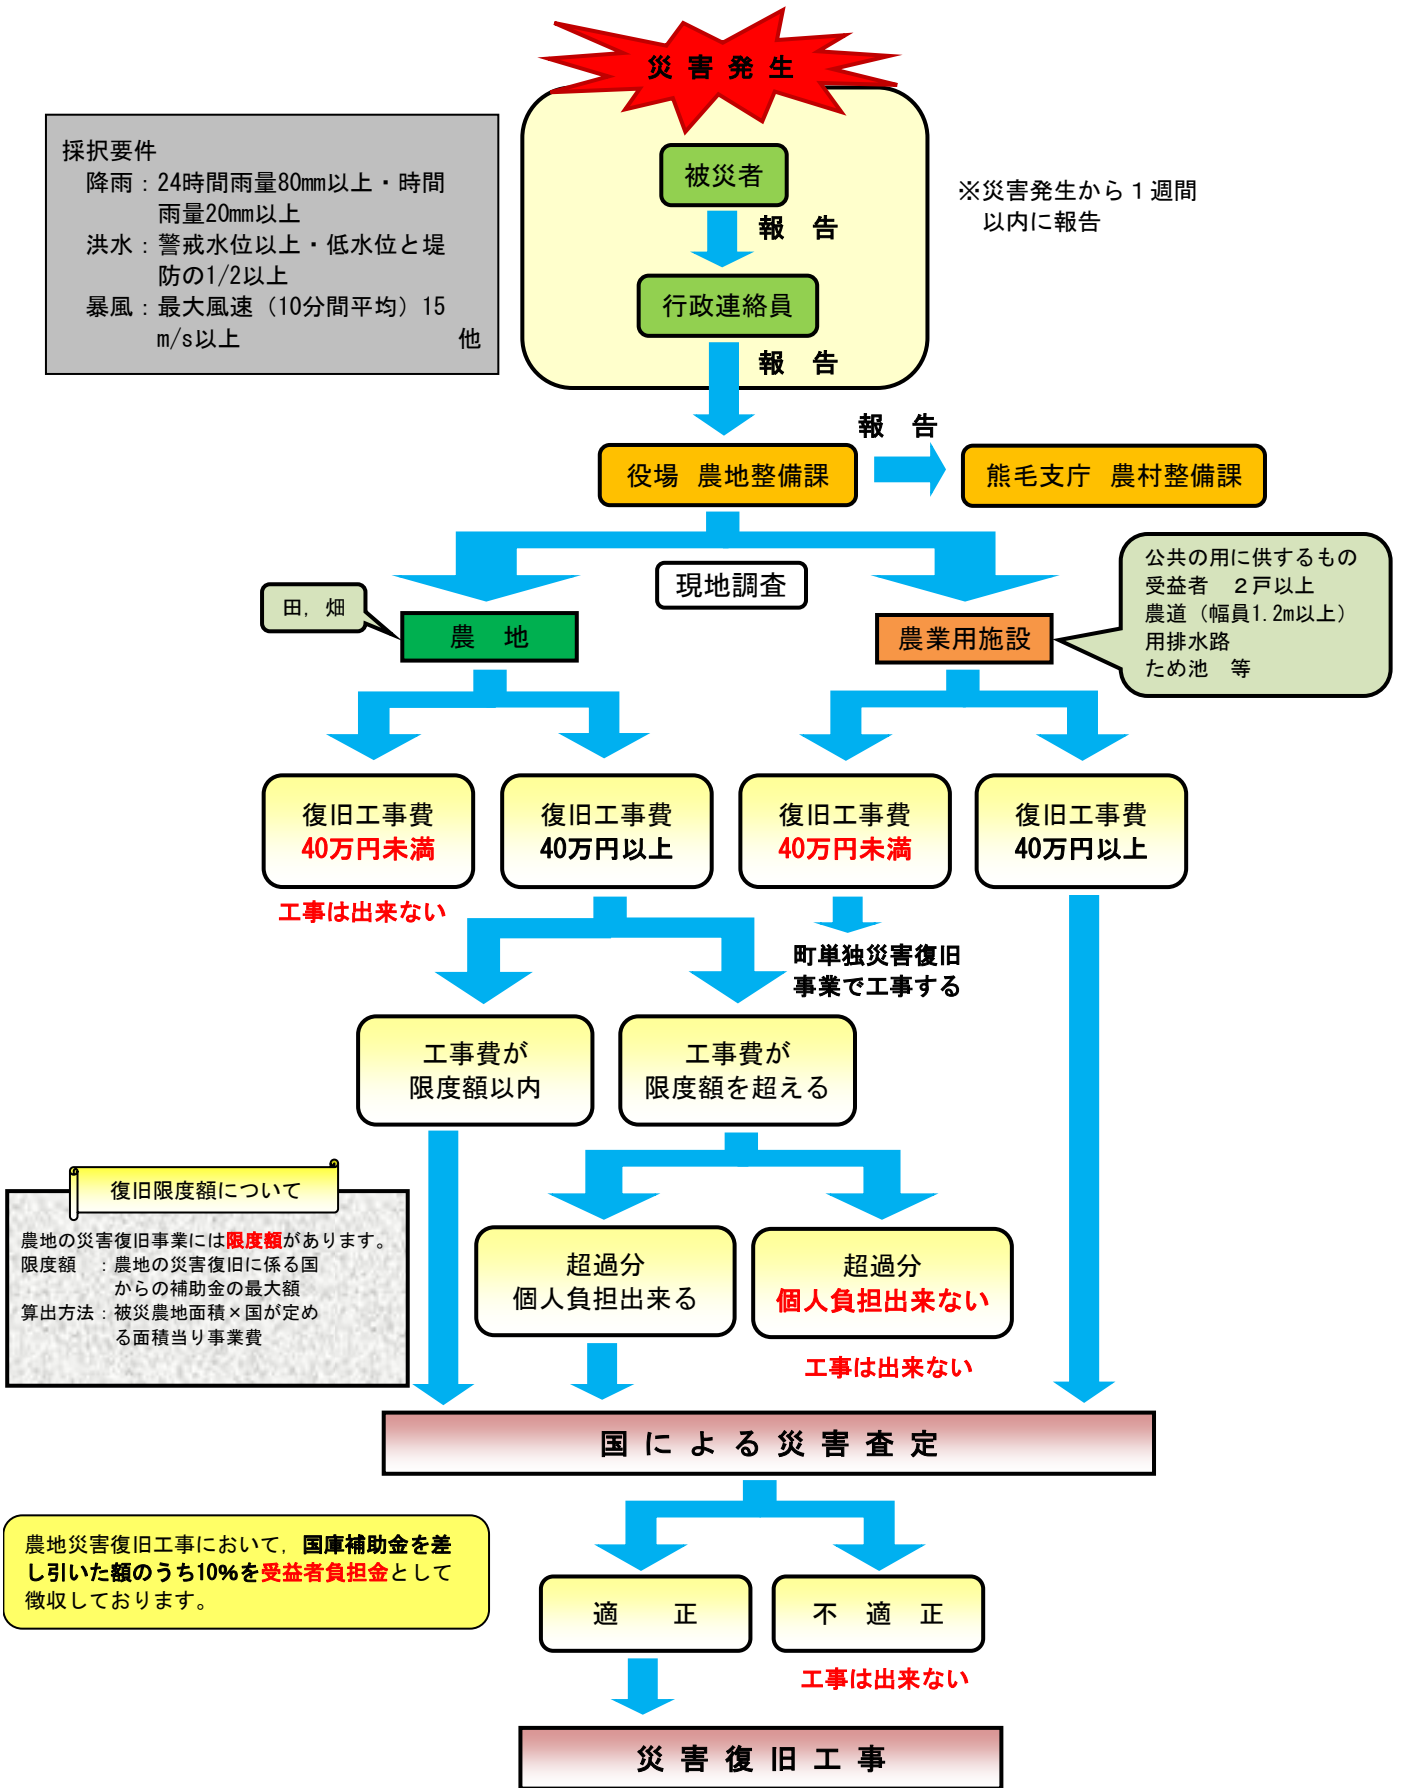 災害発生
採択要件
降雨：24時間雨量80mm以上・時間
雨量20mm以上
洪水：警戒水位以上・低水位と堤
防の1/2以上
暴風：最大風速（10分間平均）15
m/s以上　他
被災者
報　告
※災害発生から１週間
以内に報告
行政連絡員
報　告
報　告
役場　農地整備課
熊毛支庁　農村整備課
現地調査
田，畑
農　地
農業用施設
公共の用に供するもの
受益者　２戸以上
農道（幅員1.2m以上）
用排水路
ため池　等
復旧工事費
40万円未満
復旧工事費
40万円以上
復旧工事費
40万円未満
復旧工事費
40万円以上
工事は出来ない
町単独災害復旧
事業で工事する
工事費が
限度額以内
工事費が
限度額を超える
復旧限度額について
農地の災害復旧事業には限度額があります。
限度額　：農地の災害復旧に係る国
からの補助金の最大額
算出方法：被災農地面積×国が定め
る面積当り事業費
超過分
個人負担出来る
超過分
個人負担出来ない
工事は出来ない
国による災害査定
農地災害復旧工事において，国庫補助金を差
し引いた額のうち10%を受益者負担金として
徴収しております。
適　正
不　適　正
工事は出来ない
災害復旧工事